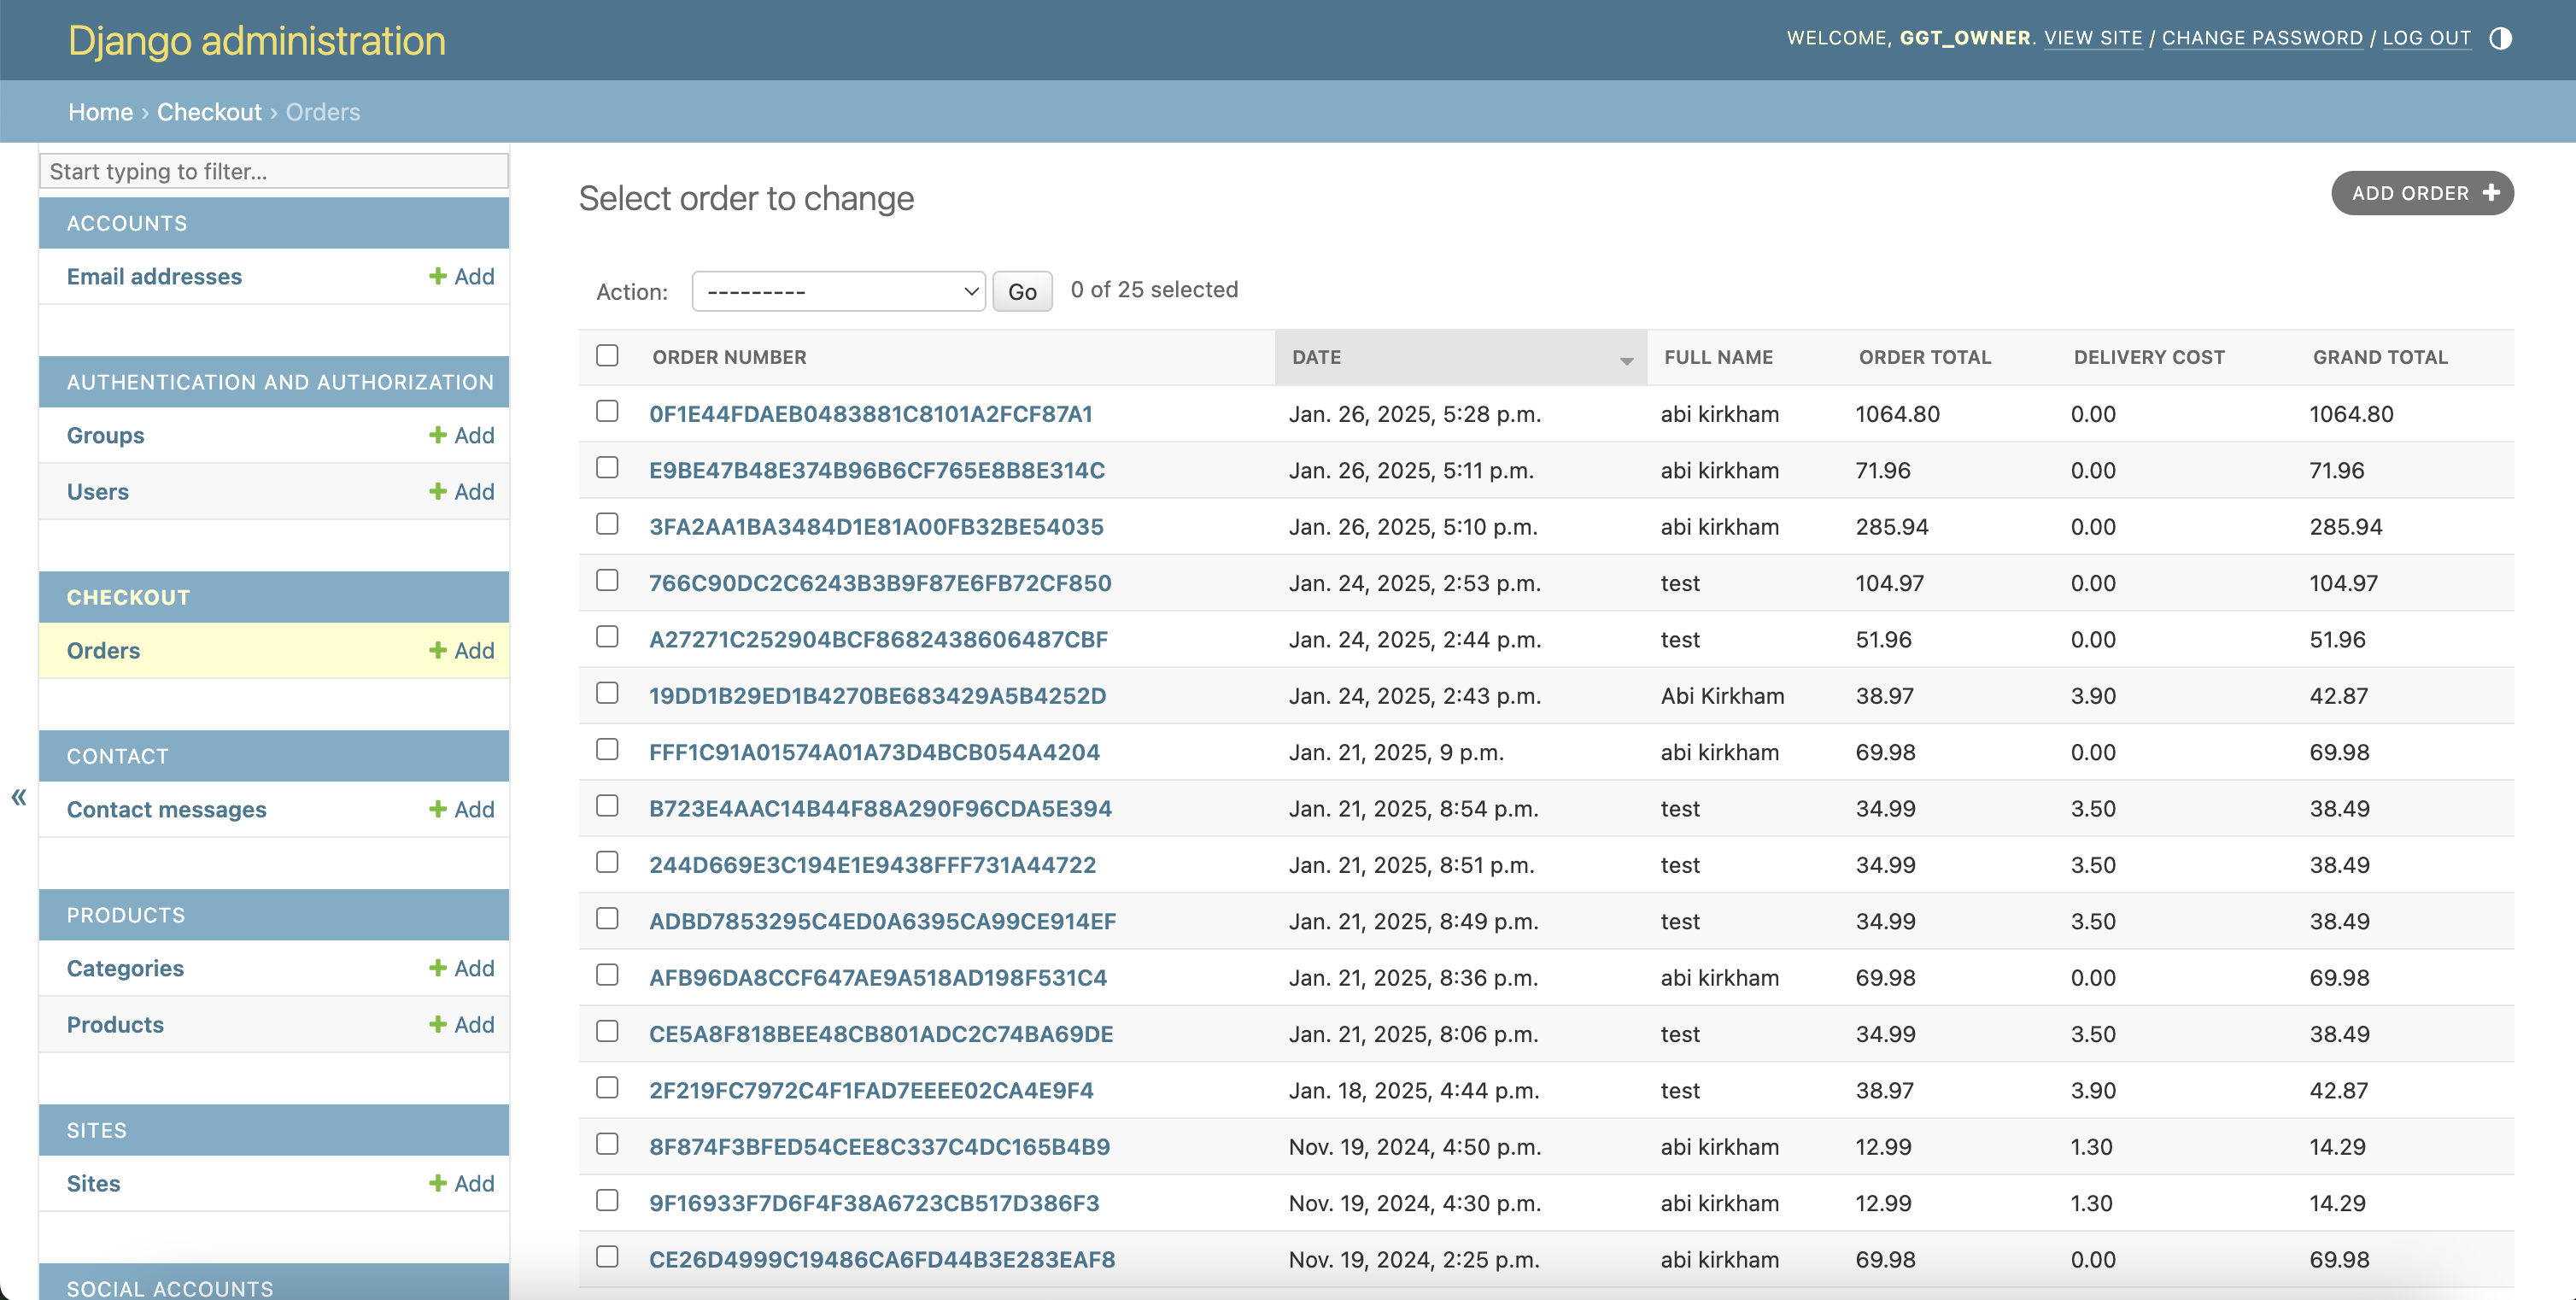 Django administration
WELCOME, GGT_OWNER. VIEW SITE / CHANGE PASSWORD / LOG OUT
Home › Checkout › Orders
Start typing to filter...
ACCOUNTS
Email addresses + Add
AUTHENTICATION AND AUTHORIZATION
Groups + Add
Users + Add
CHECKOUT
Orders + Add
CONTACT
Contact messages + Add
PRODUCTS
Categories + Add
Products + Add
SITES
Sites + Add
SOCIAL ACCOUNTS
«
Select order to change
ADD ORDER +
Action: --------- Go 0 of 25 selected
ORDER NUMBER DATE FULL NAME ORDER TOTAL DELIVERY COST GRAND TOTAL
0F1E44FDAEB0483881C8101A2FCF87A1 Jan. 26, 2025, 5:28 p.m. abi kirkham 1064.80 0.00 1064.80
E9BE47B48E374B96B6CF765E8B8E314C Jan. 26, 2025, 5:11 p.m. abi kirkham 71.96 0.00 71.96
3FA2AA1BA3484D1E81A00FB32BE54035 Jan. 26, 2025, 5:10 p.m. abi kirkham 285.94 0.00 285.94
766C90DC2C6243B3B9F87E6FB72CF850 Jan. 24, 2025, 2:53 p.m. test 104.97 0.00 104.97
A27271C252904BCF8682438606487CBF Jan. 24, 2025, 2:44 p.m. test 51.96 0.00 51.96
19DD1B29ED1B4270BE683429A5B4252D Jan. 24, 2025, 2:43 p.m. Abi Kirkham 38.97 3.90 42.87
FFF1C91A01574A01A73D4BCB054A4204 Jan. 21, 2025, 9 p.m. abi kirkham 69.98 0.00 69.98
B723E4AAC14B44F88A290F96CDA5E394 Jan. 21, 2025, 8:54 p.m. test 34.99 3.50 38.49
244D669E3C194E1E9438FFF731A44722 Jan. 21, 2025, 8:51 p.m. test 34.99 3.50 38.49
ADBD7853295C4ED0A6395CA99CE914EF Jan. 21, 2025, 8:49 p.m. test 34.99 3.50 38.49
AFB96DA8CCF647AE9A518AD198F531C4 Jan. 21, 2025, 8:36 p.m. abi kirkham 69.98 0.00 69.98
CE5A8F818BEE48CB801ADC2C74BA69DE Jan. 21, 2025, 8:06 p.m. test 34.99 3.50 38.49
2F219FC7972C4F1FAD7EEEE02CA4E9F4 Jan. 18, 2025, 4:44 p.m. test 38.97 3.90 42.87
8F874F3BFED54CEE8C337C4DC165B4B9 Nov. 19, 2024, 4:50 p.m. abi kirkham 12.99 1.30 14.29
9F16933F7D6F4F38A6723CB517D386F3 Nov. 19, 2024, 4:30 p.m. abi kirkham 12.99 1.30 14.29
CE26D4999C19486CA6FD44B3E283EAF8 Nov. 19, 2024, 2:25 p.m. abi kirkham 69.98 0.00 69.98